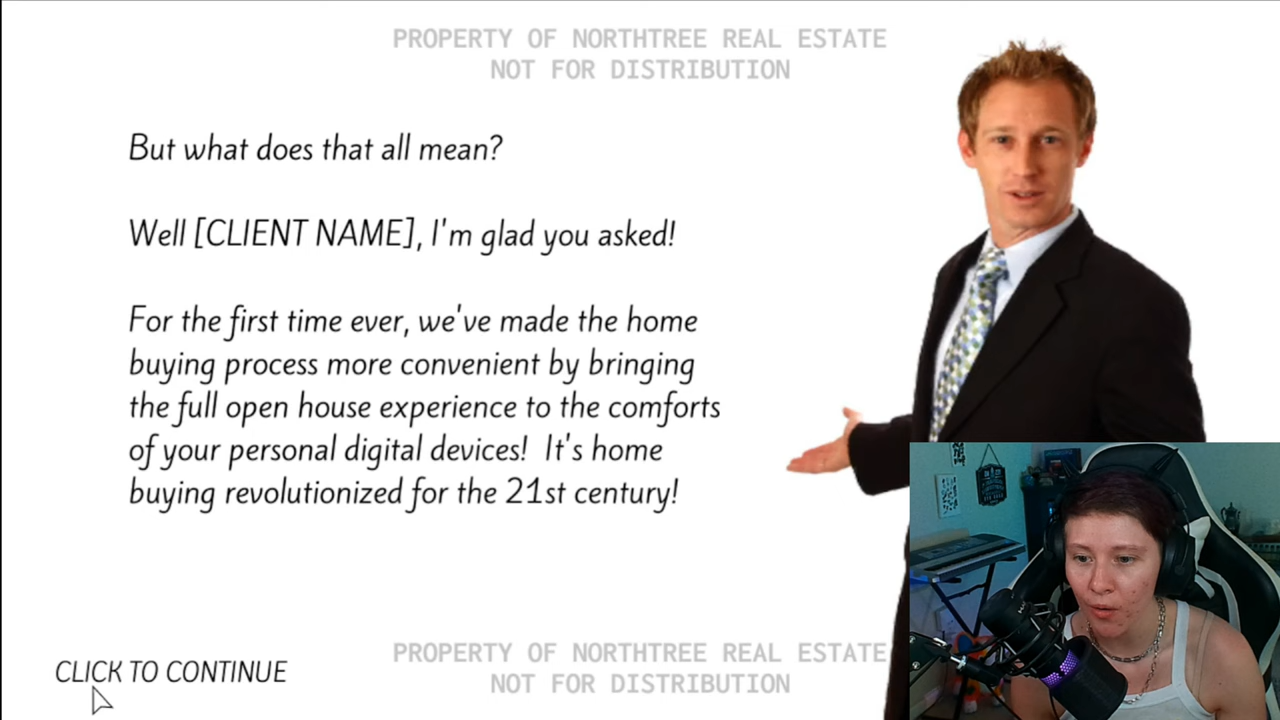 PROPERTY OF NORTHTREE REAL ESTATE
NOT FOR DISTRIBUTION
But what does that all mean?
Well [CLIENT NAME], I'm glad you asked!
For the first time ever, we've made the home
buying process more convenient by bringing
the full open house experience to the comforts
of your personal digital devices!  It's home
buying revolutionized for the 21st century!
PROPERTY OF NORTHTREE REAL ESTATE
NOT FOR DISTRIBUTION
CLICK TO CONTINUE